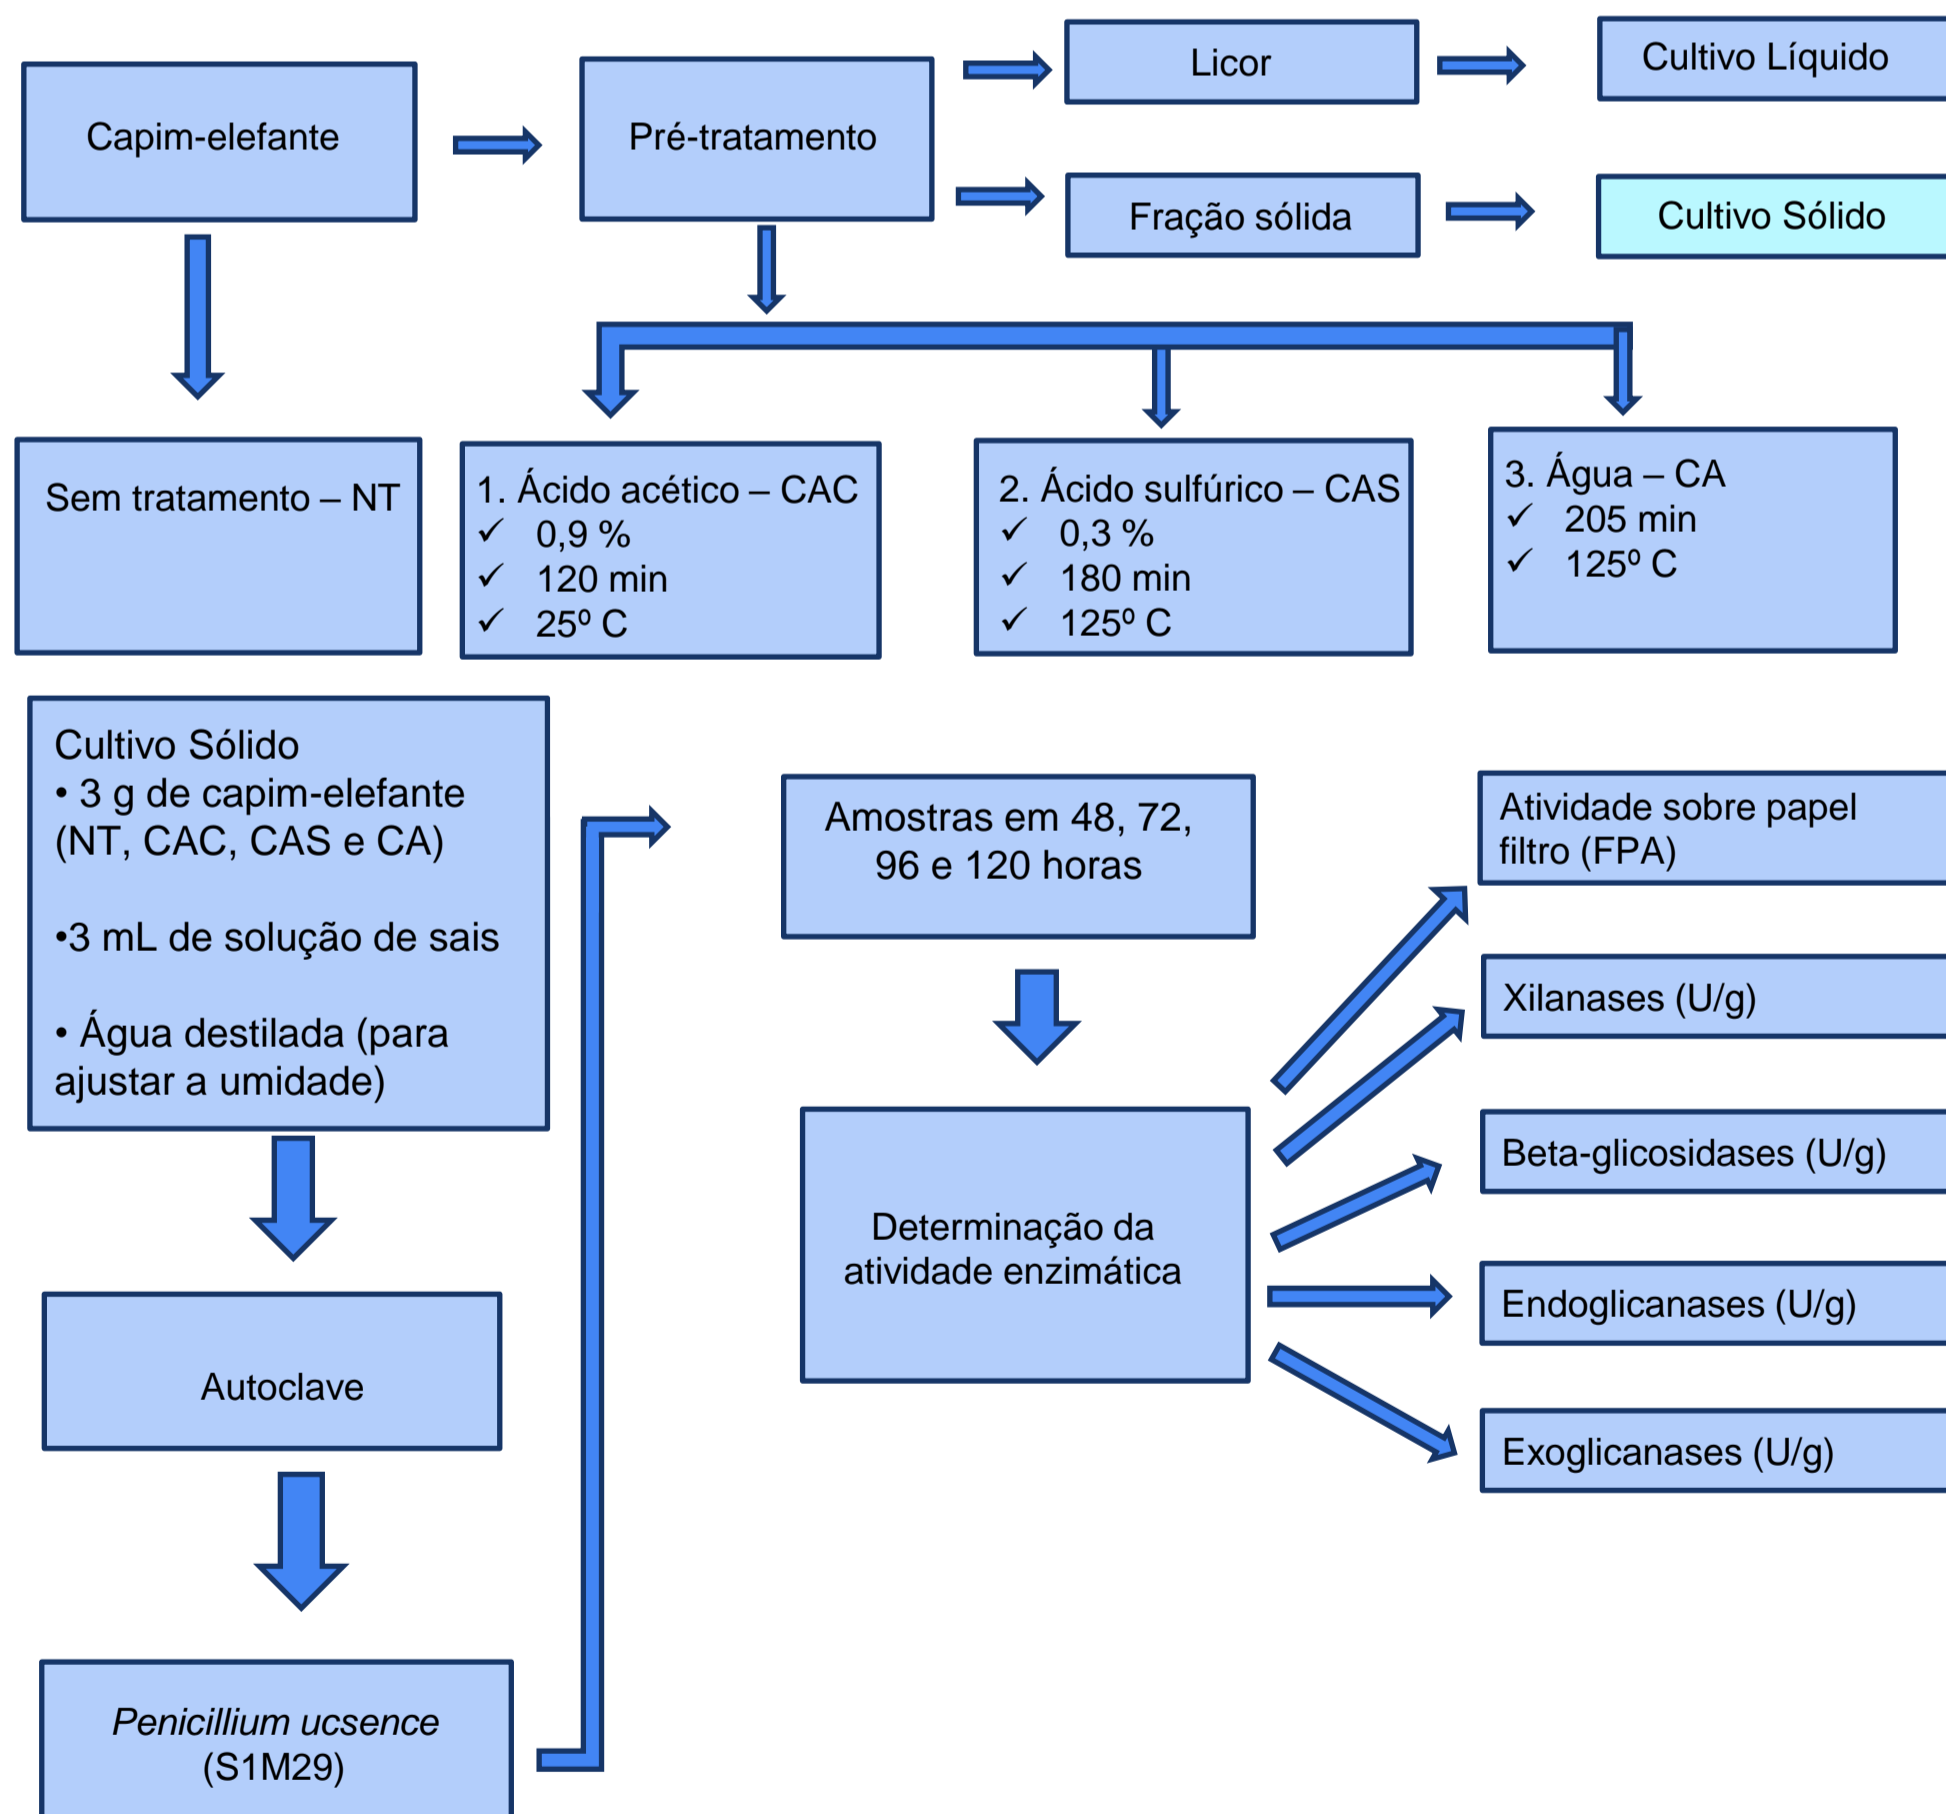 Capim-elefante
Pré-tratamento
Licor
Cultivo Líquido
Fração sólida
Cultivo Sólido
Sem tratamento – NT
1. Ácido acético – CAC
✓ 0,9 %
✓ 120 min
✓ 25º C
2. Ácido sulfúrico – CAS
✓ 0,3 %
✓ 180 min
✓ 125º C
3. Água – CA
✓ 205 min
✓ 125º C
Cultivo Sólido
• 3 g de capim-elefante
(NT, CAC, CAS e CA)
•3 mL de solução de sais
• Água destilada (para
ajustar a umidade)
Autoclave
Penicillium ucsence
(S1M29)
Amostras em 48, 72,
96 e 120 horas
Determinação da
atividade enzimática
Atividade sobre papel
filtro (FPA)
Xilanases (U/g)
Beta-glicosidases (U/g)
Endoglicanases (U/g)
Exoglicanases (U/g)